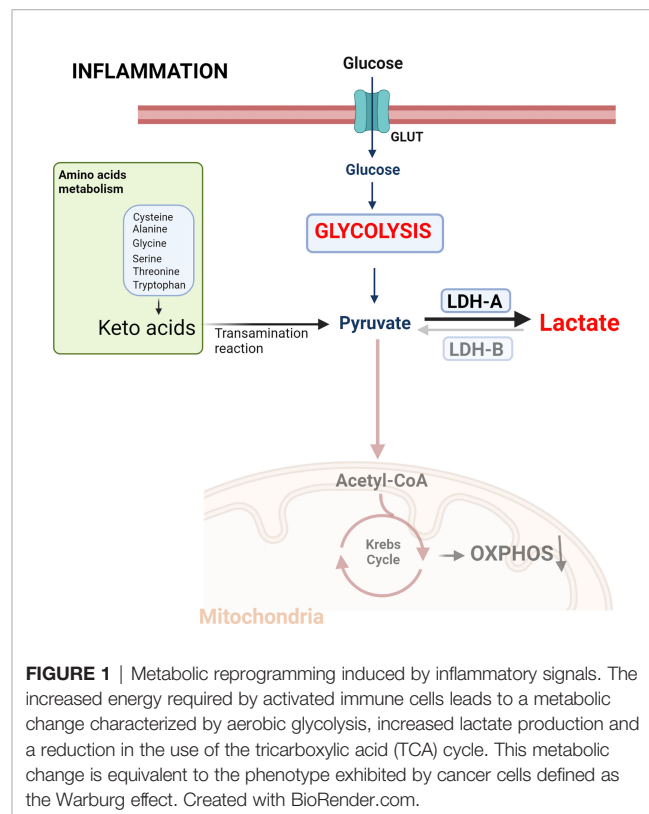 INFLAMMATION
Glucose
GLUT
Glucose
Amino acids
metabolism
Cysteine
Alanine
Glycine
Serine
Threonine
Tryptophan
Keto acids
Transamination
reaction
GLYCOLYSIS
Pyruvate
LDH-A
LDH-B
Lactate
Acetyl-CoA
Krebs
Cycle
OXPHOS
Mitochondria
FIGURE 1 | Metabolic reprogramming induced by inflammatory signals. The
increased energy required by activated immune cells leads to a metabolic
change characterized by aerobic glycolysis, increased lactate production and
a reduction in the use of the tricarboxylic acid (TCA) cycle. This metabolic
change is equivalent to the phenotype exhibited by cancer cells defined as
the Warburg effect. Created with BioRender.com.